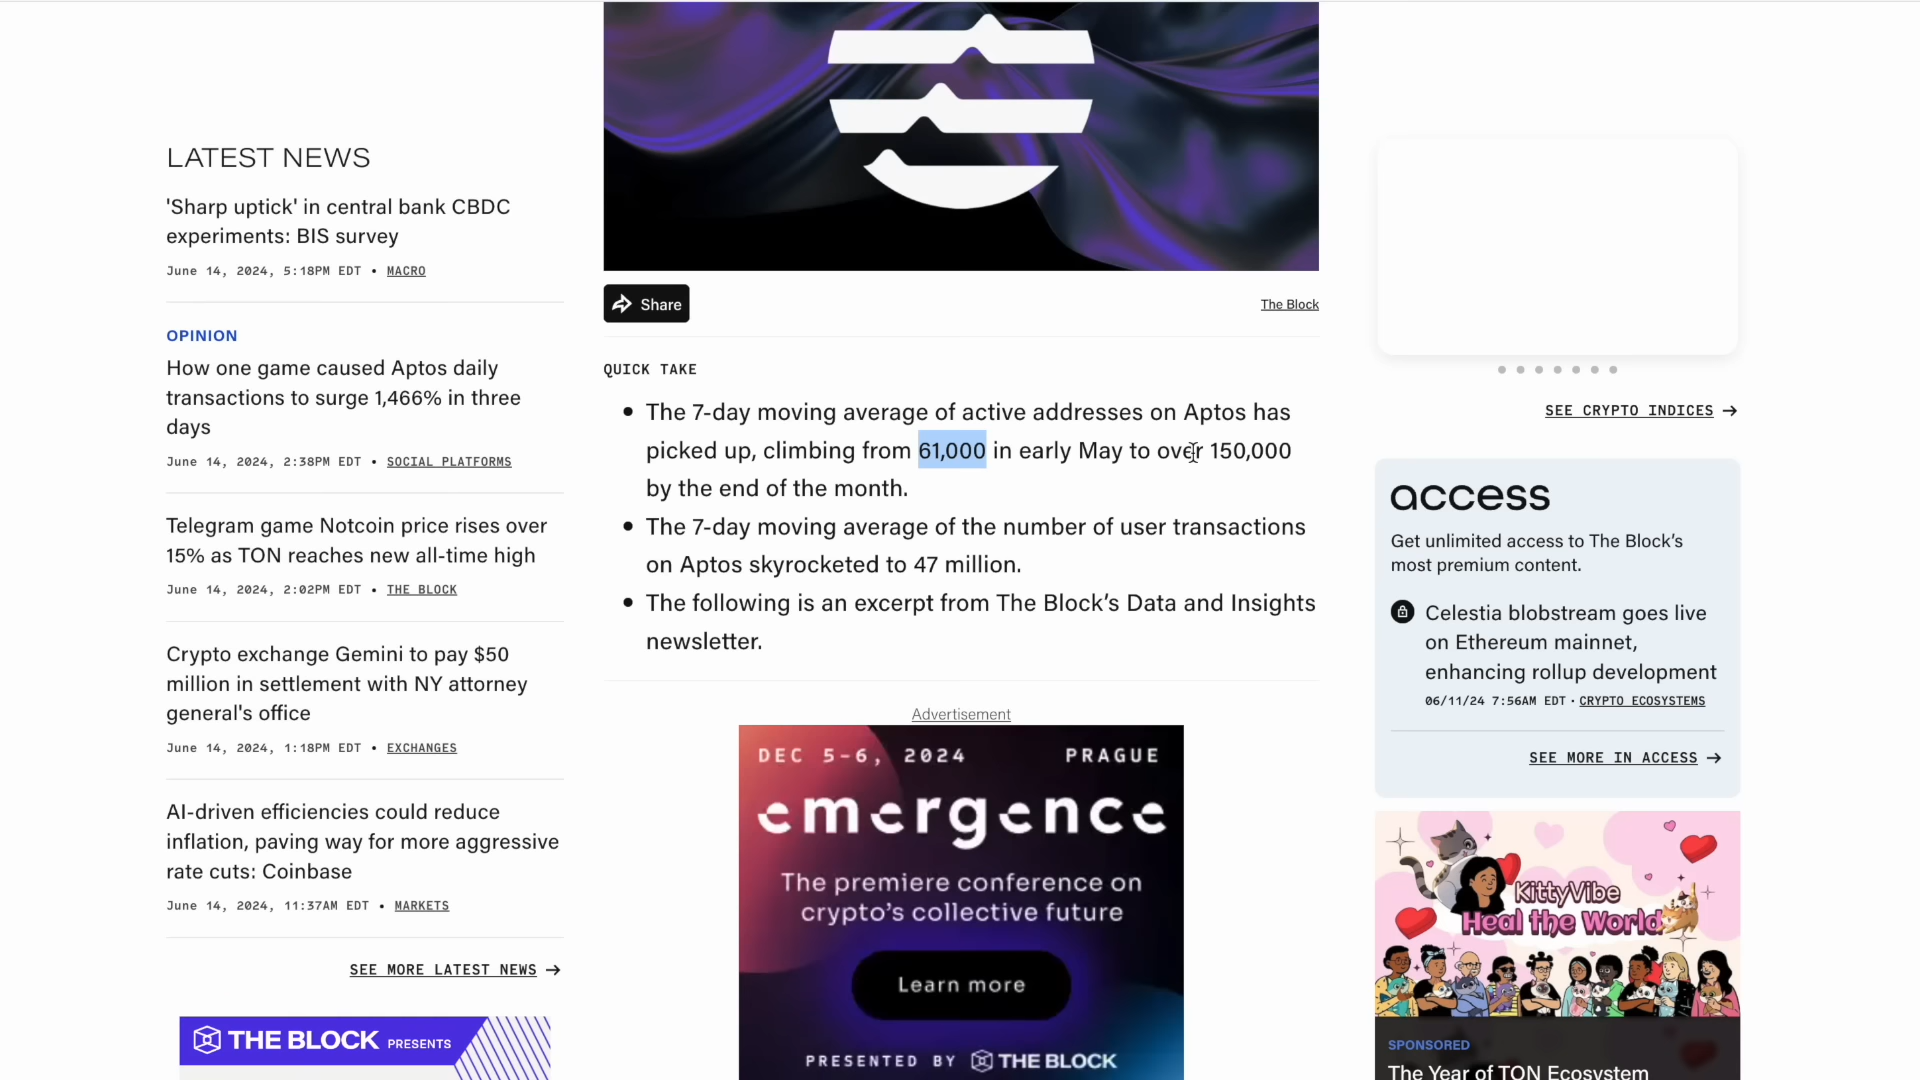 LATEST NEWS
'Sharp uptick' in central bank CBDC
experiments: BIS survey
June 14, 2024, 5:18PM EDT • MACRO
OPINION
How one game caused Aptos daily
transactions to surge 1,466% in three
days
June 14, 2024, 2:38PM EDT • SOCIAL PLATFORMS
Telegram game Notcoin price rises over
15% as TON reaches new all-time high
June 14, 2024, 2:02PM EDT • THE BLOCK
Crypto exchange Gemini to pay $50
million in settlement with NY attorney
general's office
June 14, 2024, 1:18PM EDT • EXCHANGES
AI-driven efficiencies could reduce
inflation, paving way for more aggressive
rate cuts: Coinbase
June 14, 2024, 11:37AM EDT • MARKETS
SEE MORE LATEST NEWS →
THE BLOCK PRESENTS
Share
The Block
QUICK TAKE
• The 7-day moving average of active addresses on Aptos has
picked up, climbing from 61,000 in early May to over 150,000
by the end of the month.
• The 7-day moving average of the number of user transactions
on Aptos skyrocketed to 47 million.
• The following is an excerpt from The Block’s Data and Insights
newsletter.
Advertisement
DEC 5-6, 2024 PRAGUE
emergence
The premiere conference on
crypto’s collective future
Learn more
PRESENTED BY THE BLOCK
SEE CRYPTO INDICES →
access
Get unlimited access to The Block’s
most premium content.
Celestia blobstream goes live
on Ethereum mainnet,
enhancing rollup development
06/11/24 7:56AM EDT • CRYPTO ECOSYSTEMS
SEE MORE IN ACCESS →
KittyVibe
Heal the World
SPONSORED
The Year of TON Ecosystem